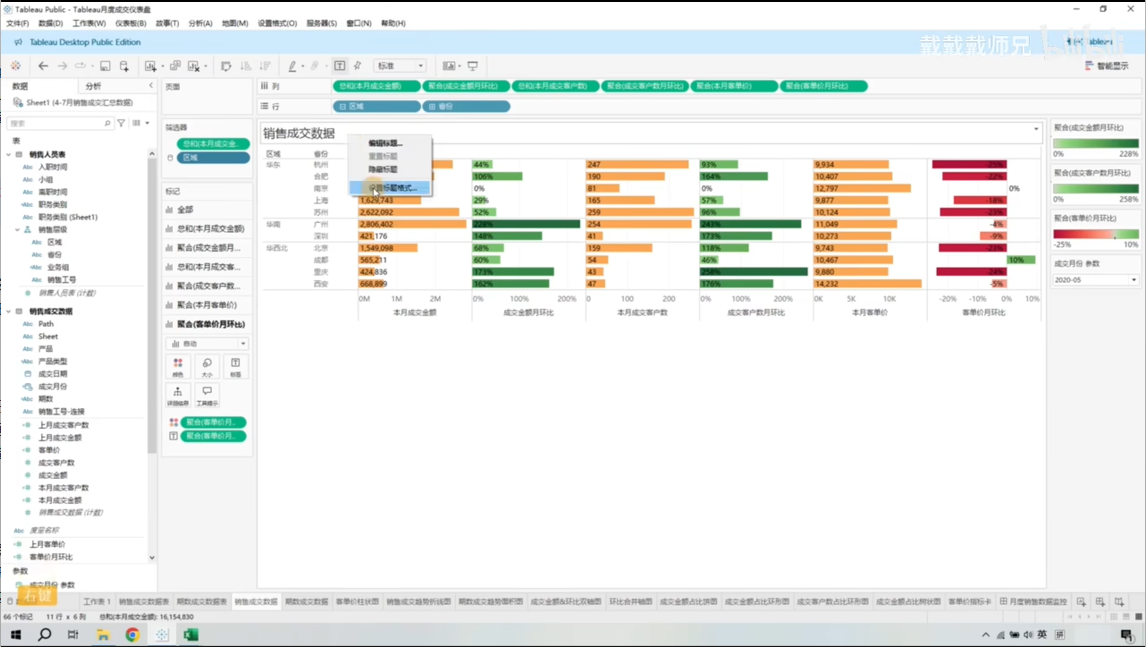 Tableau Public - Tableau月度成交仪表盘
文件(F) 数据(D) 工作表(W) 仪表板(B) 故事(T) 分析(A) 地图(M) 设置格式(O) 服务器(S) 窗口(N) 帮助(H)
Tableau Desktop Public Edition
戴戴戴师兄 bilibili
标准
智能显示
数据 分析
Sheet1 (4-7月销售成交汇总数据)
搜索
表
销售人员表
Abc 入职时间
Abc 小组
Abc 离职时间
Abc 职务类别
Abc 职务类别 (Sheet1)
销售层级
Abc 区域
Abc 省份
Abc 业务组
Abc 销售工号
销售人员表 (计数)
销售成交数据
Abc Path
Abc Sheet
Abc 产品
Abc 产品类型
成交日期
成交月份
Abc 期数
Abc 销售工号-连接
上月成交客户数
上月成交金额
客单价
成交客户数
成交金额
本月成交客户数
本月成交金额
销售成交数据 (计数)
Abc 度量名称
上月客单价
客单价月环比
参数
成交月份 参数
右键
页面
筛选器
总和(本月成交金..
区域
标记
全部
总和(本月成交金额)
聚合(成交金额月...
总和(本月成交客...
聚合(成交客户数...
聚合(本月客单价)
聚合(客单价月环比)
自动
颜色 大小 标签
详细信息 工具提示
聚合(客单价月..
聚合(客单价月..
列 总和(本月成交金额) 聚合(成交金额月环比) 总和(本月成交客户数) 聚合(成交客户数月环比) 聚合(本月客单价) 聚合(客单价月环比)
行 区域 省份
销售成交数据
编辑标题...
重置标题
隐藏标题
设置标题格式...
区域 省份
华东 杭州 44% 247 93% 9,934 -25%
合肥 106% 190 164% 10,407 -22%
南京 0% 81 0% 12,797 0%
上海 1,629,743 29% 165 57% 9,877 -18%
苏州 2,622,092 52% 259 96% 10,124 -23%
华南 广州 2,806,402 228% 254 243% 11,049 -4%
深圳 421,176 148% 41 173% 10,273 -9%
华西北 北京 1,549,098 68% 159 118% 9,743 -23%
成都 565,211 60% 54 46% 10,467 10%
重庆 424,836 173% 43 258% 9,880 -24%
西安 668,899 162% 47 176% 14,232 -5%
0M 1M 2M 0% 100% 200% 0 100 200 0% 100% 200% 0K 5K 10K -20% -10% 0% 10%
本月成交金额 成交金额月环比 本月成交客户数 成交客户数月环比 本月客单价 客单价月环比
聚合(成交金额月环比)
0% 228%
聚合(成交客户数月环比)
0% 258%
聚合(客单价月环比)
-25% 10%
成交月份 参数
2020-05
工作表 1 销售成交数据表 期数成交数据表 销售成交数据 期数成交数据 客单价柱状图 销售成交趋势折线图 期数成交趋势面积图 成交金额&环比双轴图 环比合并轴图 成交金额占比饼图 成交金额占比环形图 成交客户数占比环形图 成交金额占比树状图 客单价指标卡 月度销售数据监控
66 个标记 11 行 x 6 列 总和(本月成交金额): 16,154,830
英 拼